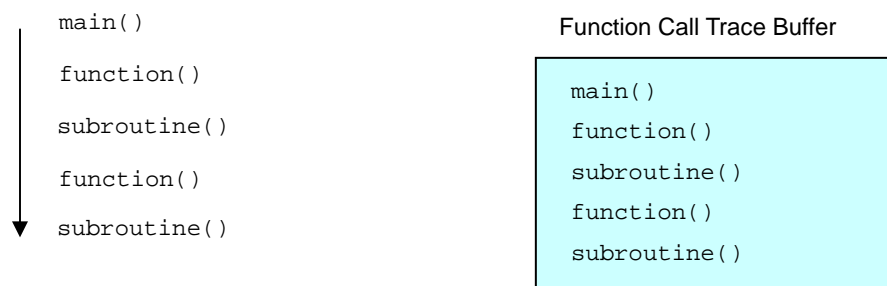 main()
function()
subroutine()
function()
subroutine()
Function Call Trace Buffer
main()
function()
subroutine()
function()
subroutine()